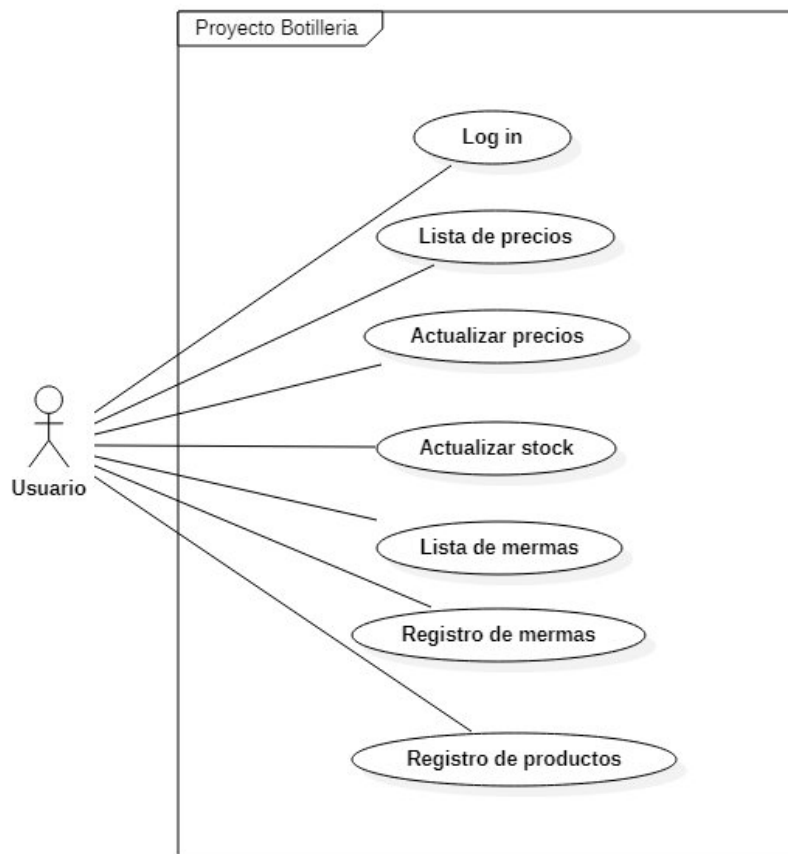 Proyecto Botilleria
Log in
Lista de precios
Actualizar precios
Actualizar stock
Usuario
Lista de mermas
Registro de mermas
Registro de productos